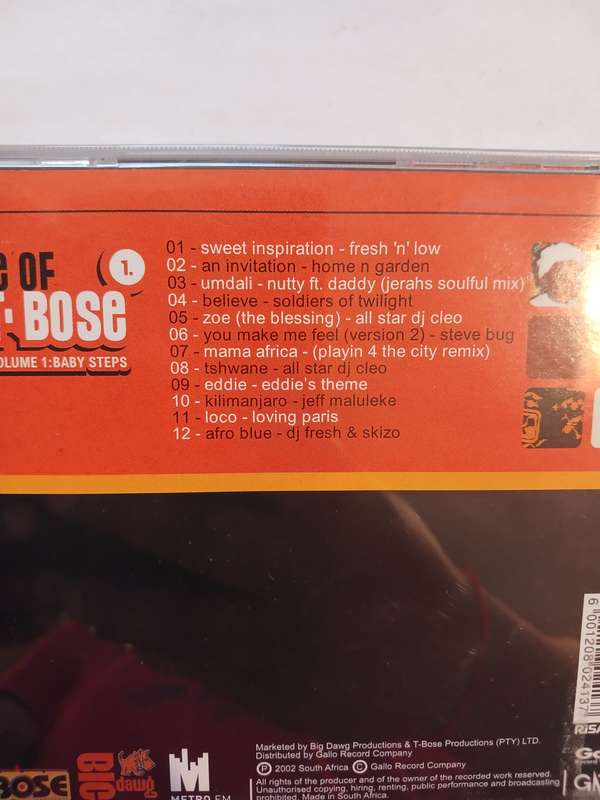 01 - sweet inspiration - fresh 'n' low
02 - an invitation - home n garden
03 - umdali - nutty ft. daddy (jerahs soulful mix)
04 - believe - soldiers of twilight
05 - zoe (the blessing) - all star dj cleo
06 - you make me feel (version 2) - steve bug
07 - mama africa - (playin 4 the city remix)
08 - tshwane - all star dj cleo
09 - eddie - eddie's theme
10 - kilimanjaro - jeff maluleke
11 - loco - loving paris
12 - afro blue - dj fresh & skizo
OF
1.
BOSE
VOLUME 1:BABY STEPS
6 001208 024137
RiSA
Marketed by Big Dawg Productions & T-Bose Productions (PTY) LTD.
Distributed by Gallo Record Company
℗ 2002 South Africa © Gallo Record Company
All rights of the producer and of the owner of the recorded work reserved.
Unauthorised copying, hiring, renting, public performance and broadcasting
prohibited. Made in South Africa.
BOSE
BIG
dawg
METRO FM